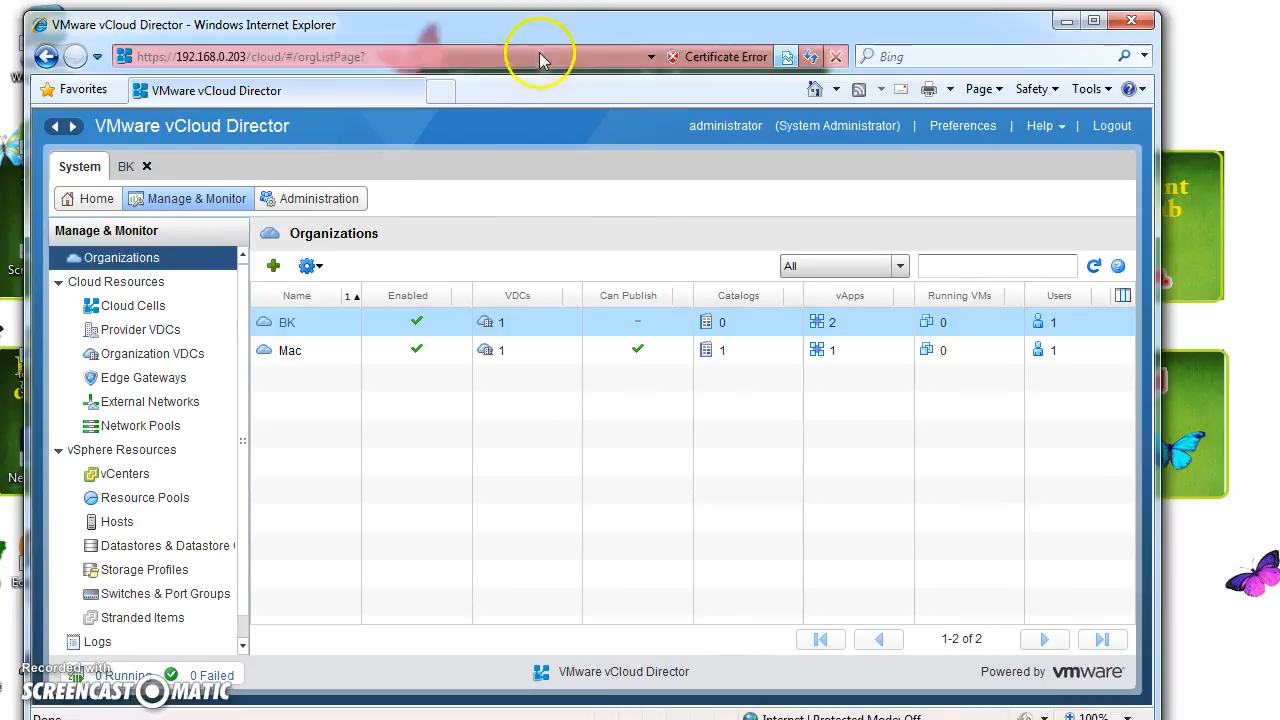 VMware vCloud Director - Windows Internet Explorer
https://192.168.0.203/cloud/#/orgListPage?
Certificate Error
Bing
Favorites
VMware vCloud Director
Page
Safety
Tools
VMware vCloud Director
administrator (System Administrator) | Preferences | Help | Logout
System
BK
Home
Manage & Monitor
Administration
Manage & Monitor
Organizations
Cloud Resources
Cloud Cells
Provider VDCs
Organization VDCs
Edge Gateways
External Networks
Network Pools
vSphere Resources
vCenters
Resource Pools
Hosts
Datastores & Datastore
Storage Profiles
Switches & Port Groups
Stranded Items
Logs
Organizations
All
Name 1 Enabled VDCs Can Publish Catalogs vApps Running VMs Users
BK 1 – 0 2 0 1
Mac 1 1 1 0 1
1-2 of 2
0 Running 0 Failed
VMware vCloud Director
Powered by vmware
Recorded with
SCREENCAST MATIC
Done
Internet | Protected Mode: Off
100%